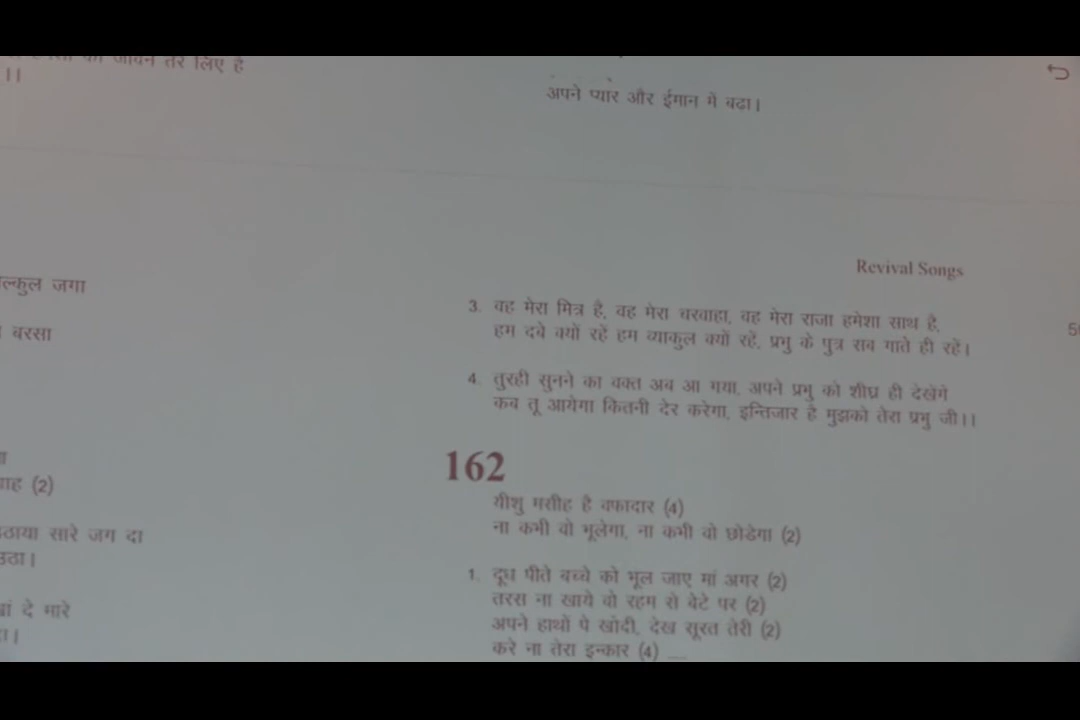 जीवन तेरे लिए है
।।
अपने प्यार और ईमान में बढा।
ल्कुल जगा
बरसा
गाह (2)
ठाया सारे जग दा
उठा।
दे मारे
Revival Songs
3. वह मेरा मित्र है, वह मेरा चरवाहा, वह मेरा राजा हमेशा साथ है,
हम दबे क्यों रहें हम व्याकुल क्यों रहें, प्रभु के पुत्र सब गाते ही रहें।
4. तुरही सुनने का वक्त अब आ गया, अपने प्रभु को शीघ्र ही देखेंगे
कब तू आयेगा कितनी देर करेगा, इन्तिजार है मुझको तेरा प्रभु जी।।
162
यीशु मसीह है वफादार (4)
ना कभी वो भूलेगा, ना कभी वो छोडेगा (2)
1. दूध पीते बच्चे को भूल जाए मां अगर (2)
तरस ना खाये वो रहम से बेटे पर (2)
अपने हाथों पे खोदी, देख सूरत तेरी (2)
करे ना तेरा इन्कार (4) __